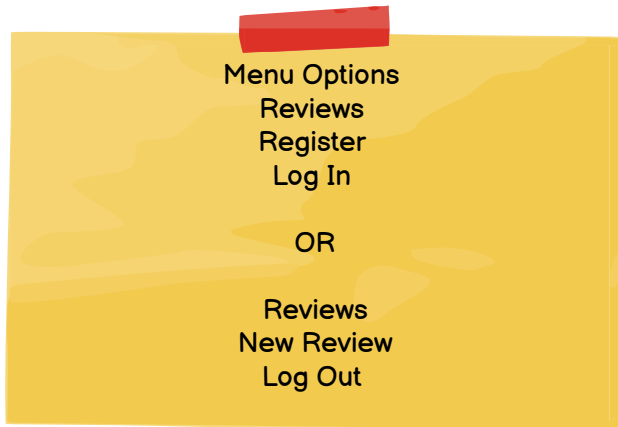 Menu Options
Reviews
Register
Log In
OR
Reviews
New Review
Log Out